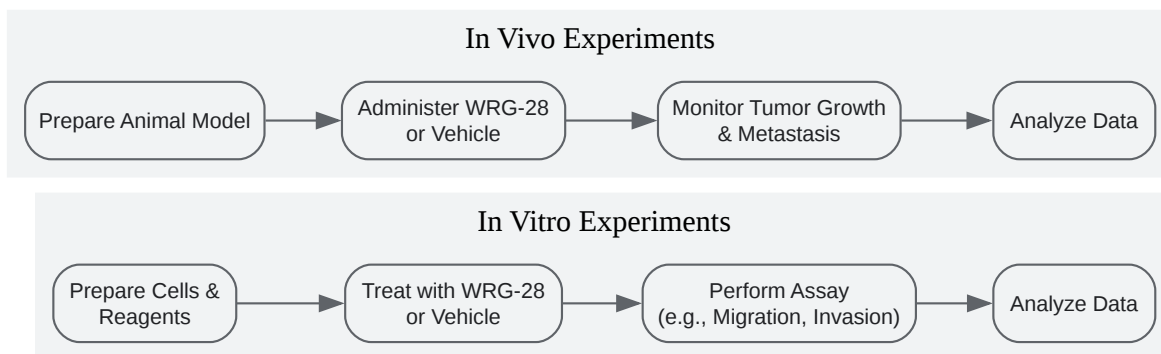 In Vivo Experiments
Prepare Animal Model
Administer WRG-28
or Vehicle
Monitor Tumor Growth
& Metastasis
Analyze Data
In Vitro Experiments
Prepare Cells &
Reagents
Treat with WRG-28
or Vehicle
Perform Assay
(e.g., Migration, Invasion)
Analyze Data